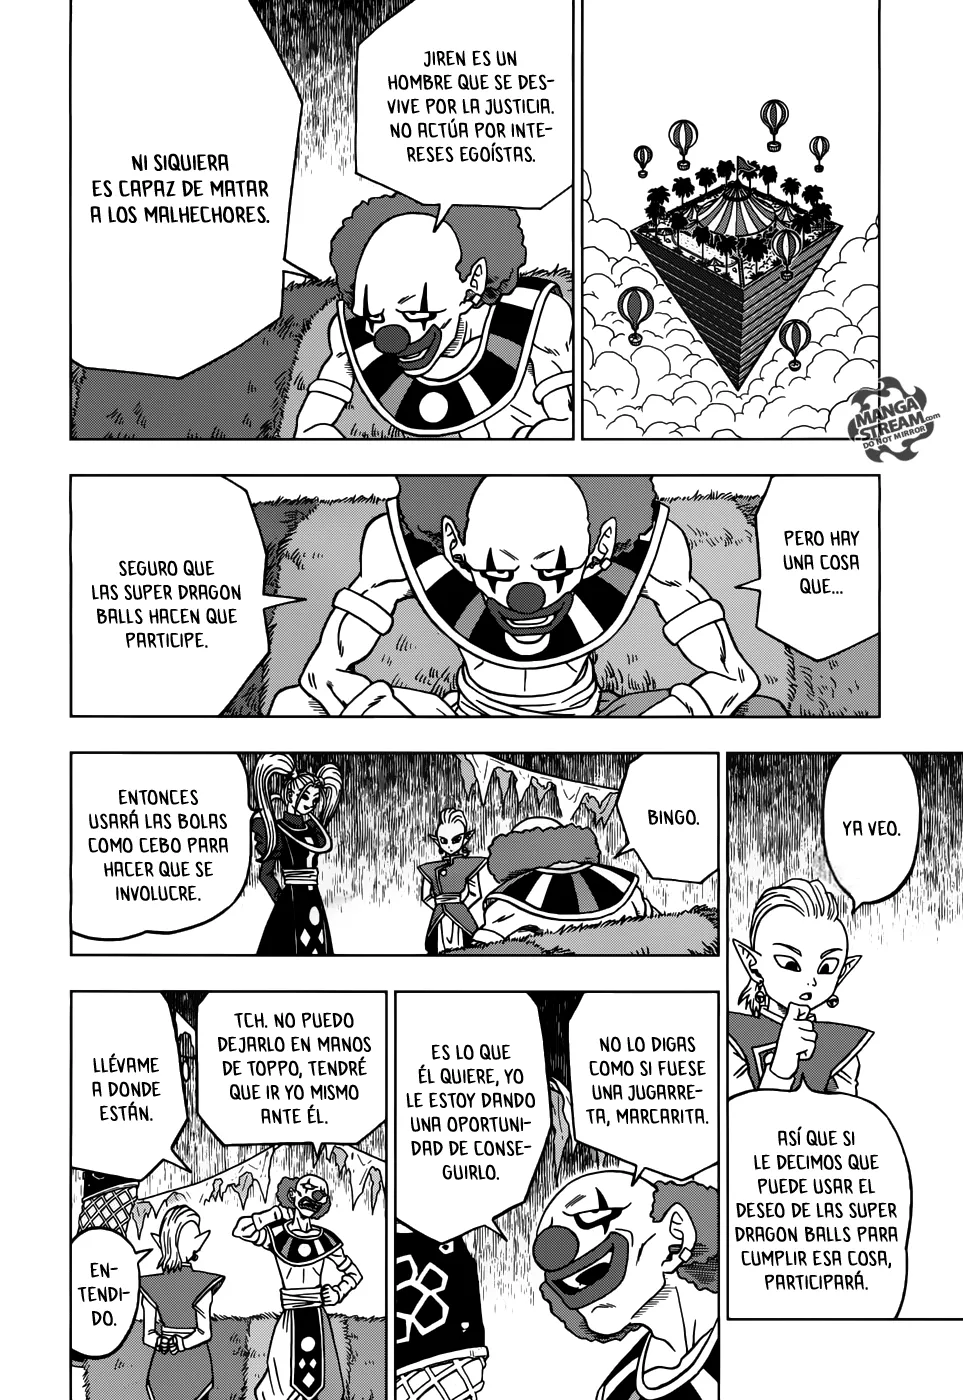 JIREN ES UN
HOMBRE QUE SE DES-
VIVE POR LA JUSTICIA.
NO ACTÚA POR INTE-
RESES EGOÍSTAS.
NI SIQUIERA
ES CAPAZ DE MATAR
A LOS MALHECHORES.
MANGA
STREAM.com
DO NOT MIRROR
PERO HAY
UNA COSA
QUE...
SEGURO QUE
LAS SUPER DRAGON
BALLS HACEN QUE
PARTICIPE.
YA VEO.
ASÍ QUE SI
LE DECIMOS QUE
PUEDE USAR EL
DESEO DE LAS SUPER
DRAGON BALLS PARA
CUMPLIR ESA COSA,
PARTICIPARÁ.
BINGO.
ENTONCES
USARÁ LAS BOLAS
COMO CEBO PARA
HACER QUE SE
INVOLUCRE.
NO LO DIGAS
COMO SI FUESE
UNA JUGARRE-
TA, MARCARITA.
ES LO QUE
ÉL QUIERE, YO
LE ESTOY DANDO
UNA OPORTUNI-
DAD DE CONSE-
GUIRLO.
TCH. NO PUEDO
DEJARLO EN MANOS
DE TOPPO, TENDRÉ
QUE IR YO MISMO
ANTE ÉL.
LLÉVAME
A DONDE
ESTÁN.
EN-
TENDI-
DO.